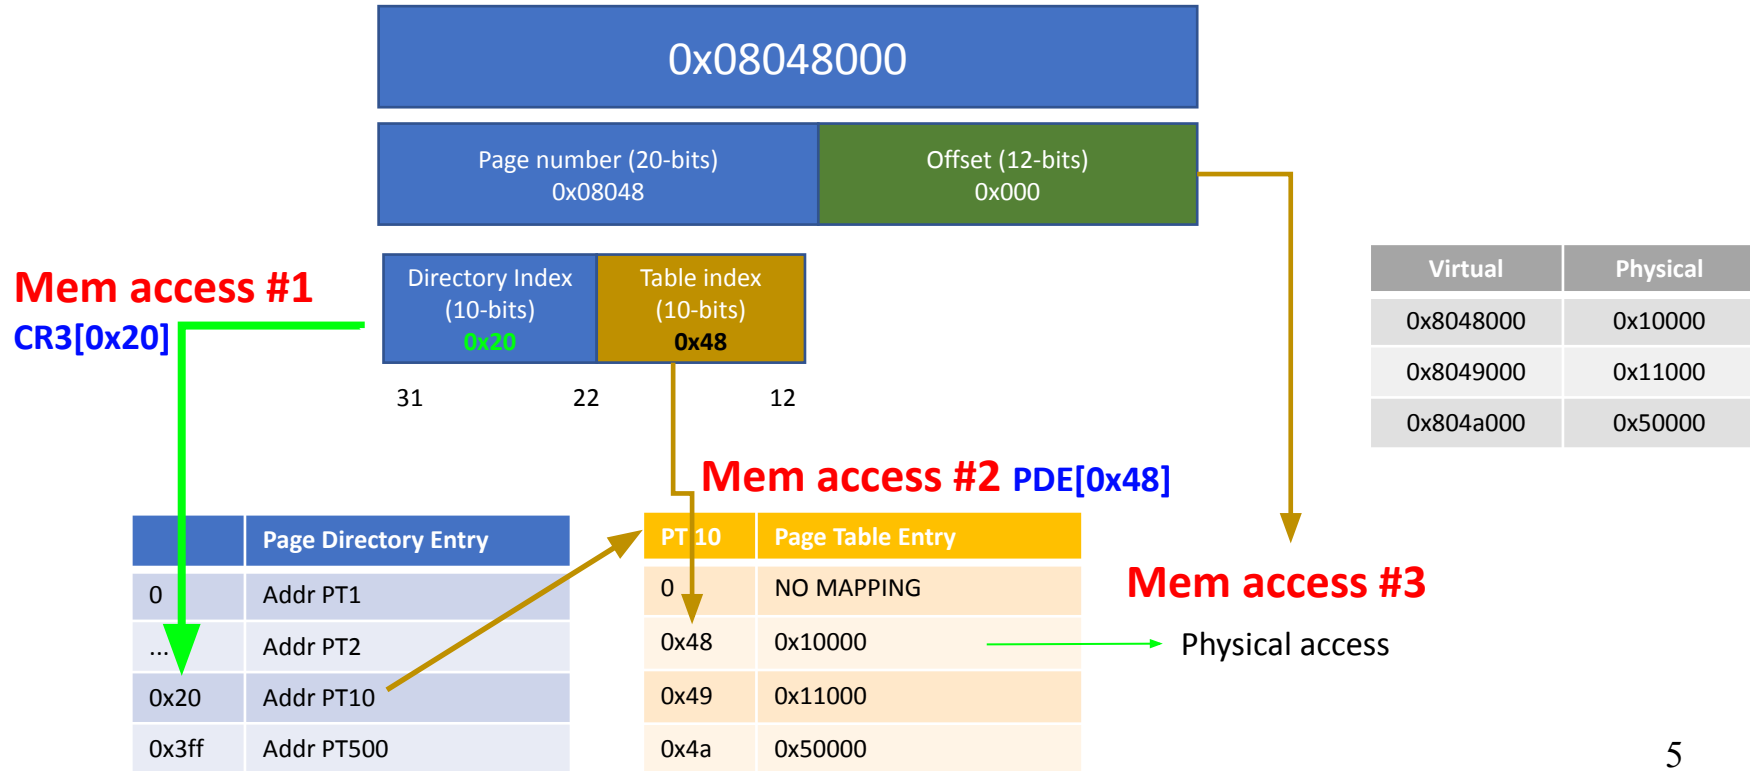 0x08048000
Page number (20-bits)
0x08048
Offset (12-bits)
0x000
Directory Index
(10-bits)
0x20
Table index
(10-bits)
0x48
31
22
12
Mem access #1
CR3[0x20]
Virtual Physical
0x8048000 0x10000
0x8049000 0x11000
0x804a000 0x50000
Mem access #2 PDE[0x48]
Page Directory Entry
0 Addr PT1
... Addr PT2
0x20 Addr PT10
0x3ff Addr PT500
PT 10 Page Table Entry
0 NO MAPPING
0x48 0x10000
0x49 0x11000
0x4a 0x50000
Mem access #3
Physical access
5